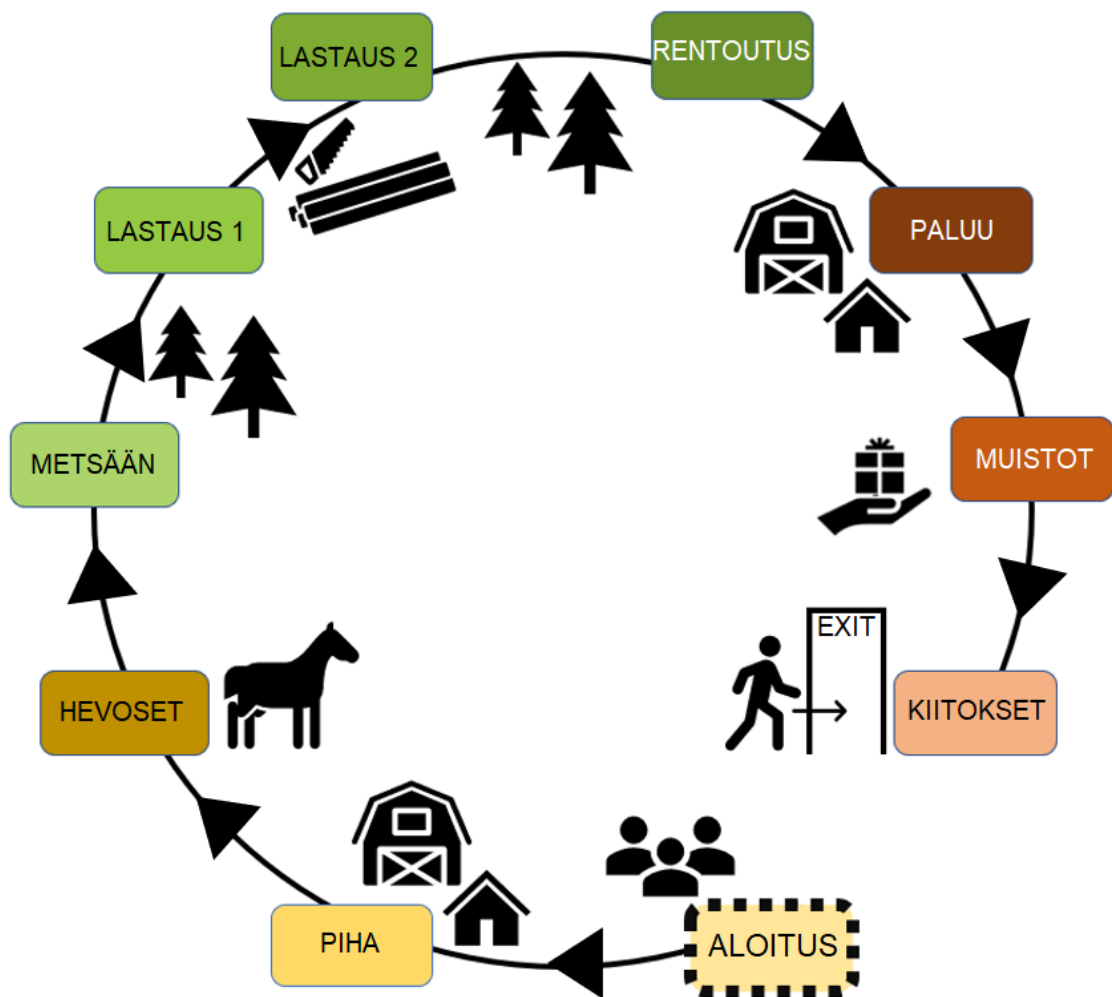 LASTAUS 2
RENTOUTUS
LASTAUS 1
PALUU
METSÄÄN
MUISTOT
EXIT
HEVOSET
KIITOKSET
PIHA
ALOITUS